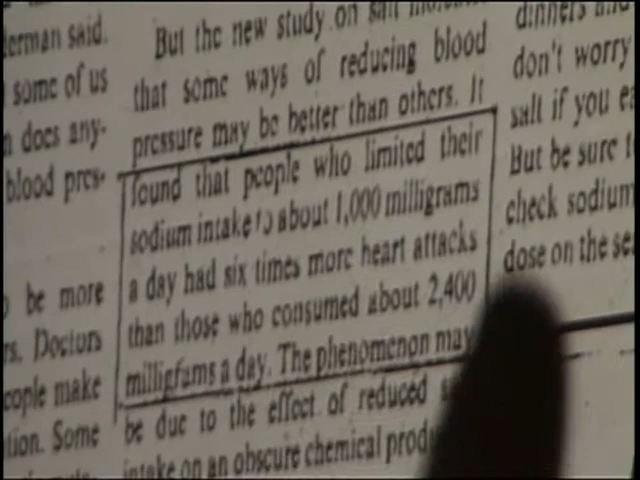 erman said.
some of us
does any-
blood pres-
be more
rs. Doctors
eople make
tion. Some
But the new study on salt
that some ways of reducing blood
pressure may be better than others. It
found that people who limited their
sodium intake to about 1,000 milligrams
a day had six times more heart attacks
than those who consumed about 2,400
milligrams a day. The phenomenon may
be due to the effect of reduced
intake on an obscure chemical
dinners and
don't worry
salt if you ea
But be sure t
check sodium
dose on the se